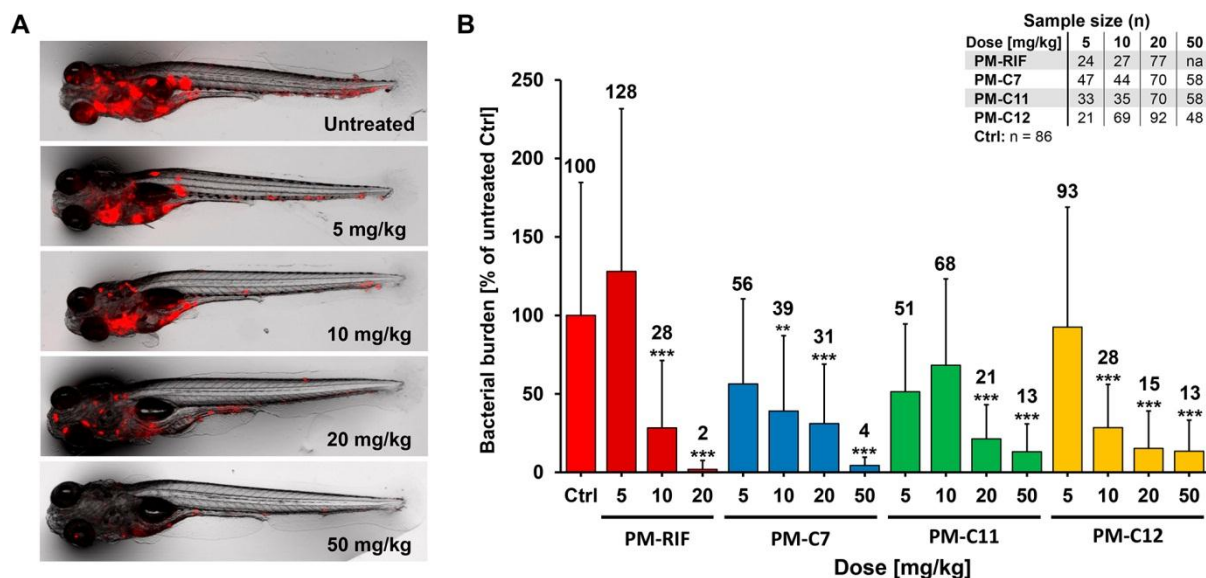 A
Untreated
5 mg/kg
10 mg/kg
20 mg/kg
50 mg/kg
B
Sample size (n)
Dose [mg/kg] 5 10 20 50
PM-RIF 24 27 77 na
PM-C7 47 44 70 58
PM-C11 33 35 70 58
PM-C12 21 69 92 48
Ctrl: n = 86
Bacterial burden [% of untreated Ctrl]
250
200
150
100
50
0
100
128
28
***
2
***
56
39
**
31
***
4
***
51
68
21
***
13
***
93
28
***
15
***
13
***
Ctrl 5 10 20 5 10 20 50 5 10 20 50 5 10 20 50
PM-RIF PM-C7 PM-C11 PM-C12
Dose [mg/kg]